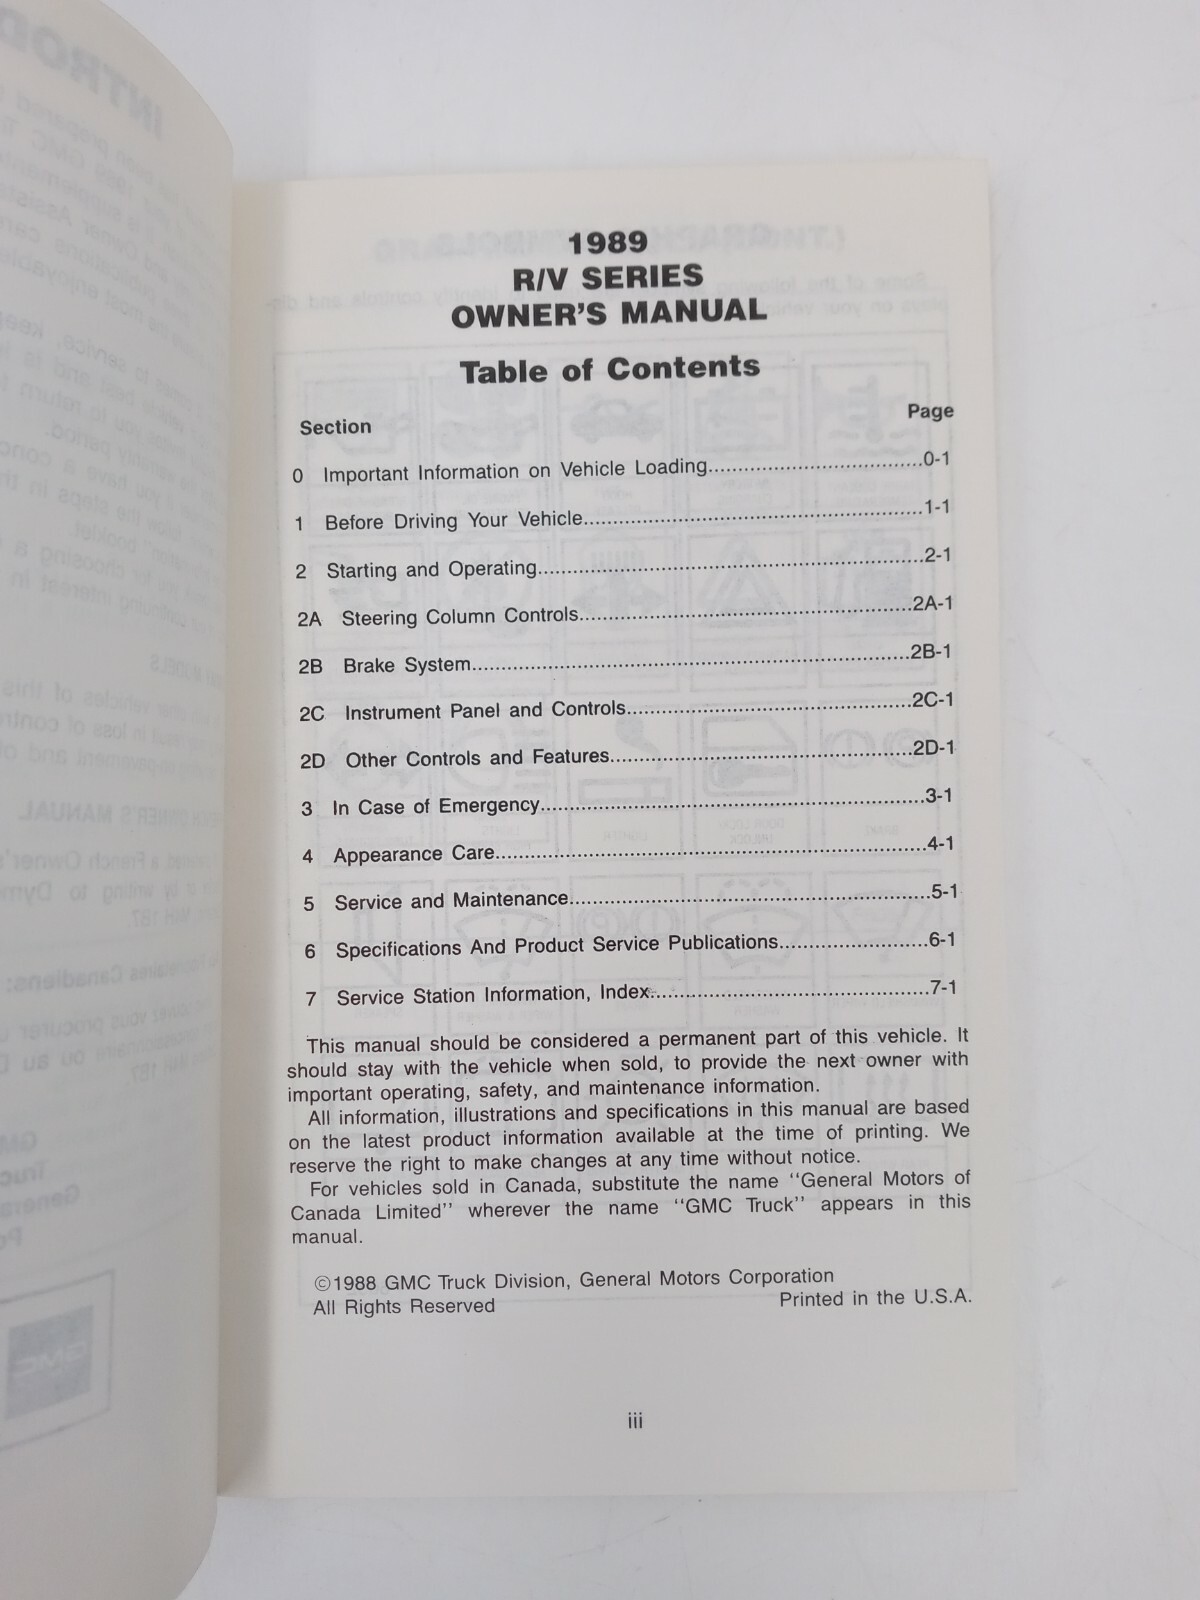 1989
R/V SERIES
OWNER'S MANUAL
Table of Contents
Section Page
0 Important Information on Vehicle Loading....................................0-1
1 Before Driving Your Vehicle.........................................................1-1
2 Starting and Operating.................................................................2-1
2A Steering Column Controls........................................................2A-1
2B Brake System..........................................................................2B-1
2C Instrument Panel and Controls................................................2C-1
2D Other Controls and Features...................................................2D-1
3 In Case of Emergency.................................................................3-1
4 Appearance Care.........................................................................4-1
5 Service and Maintenance.............................................................5-1
6 Specifications And Product Service Publications.........................6-1
7 Service Station Information, Index...............................................7-1
This manual should be considered a permanent part of this vehicle. It
should stay with the vehicle when sold, to provide the next owner with
important operating, safety, and maintenance information.
All information, illustrations and specifications in this manual are based
on the latest product information available at the time of printing. We
reserve the right to make changes at any time without notice.
For vehicles sold in Canada, substitute the name "General Motors of
Canada Limited" wherever the name "GMC Truck" appears in this
manual.
©1988 GMC Truck Division, General Motors Corporation
All Rights Reserved Printed in the U.S.A.
iii